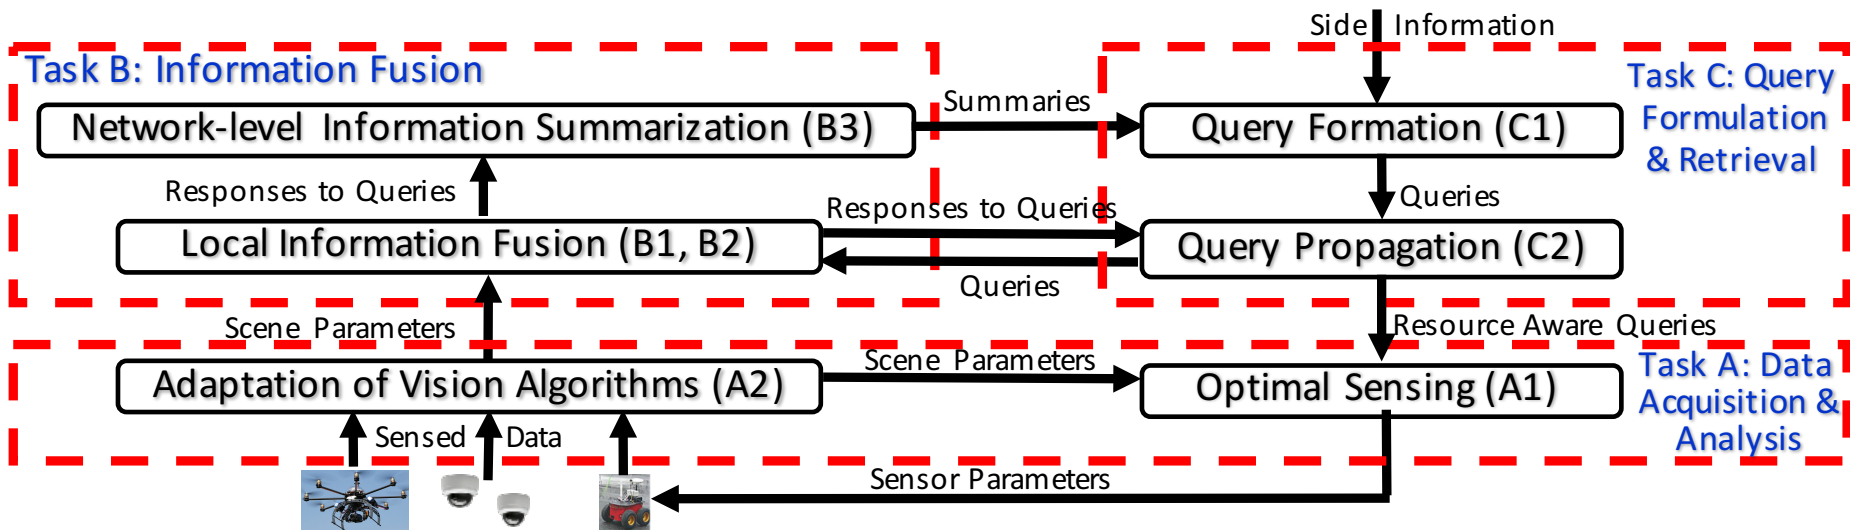 Side Information
Task B: Information Fusion
Task C: Query
Formulation
& Retrieval
Summaries
Network-level Information Summarization (B3)
Query Formation (C1)
Responses to Queries
Queries
Responses to Queries
Local Information Fusion (B1, B2)
Query Propagation (C2)
Queries
Scene Parameters
Resource Aware Queries
Scene Parameters
Task A: Data
Acquisition &
Analysis
Adaptation of Vision Algorithms (A2)
Optimal Sensing (A1)
Sensed Data
Sensor Parameters